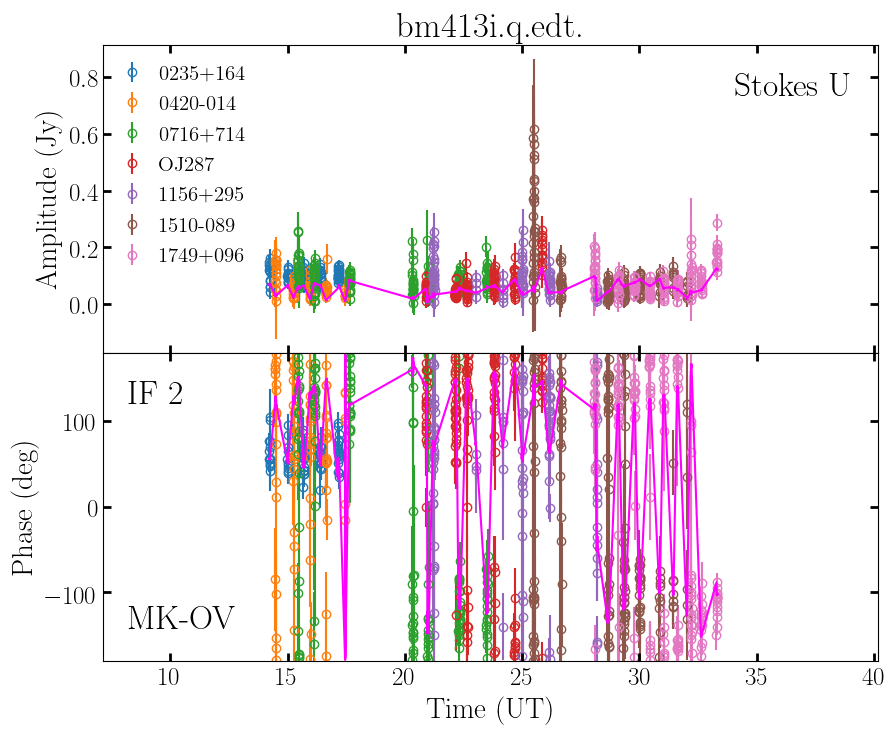 bm413i.q.edt.
Stokes U
0235+164
0420-014
0716+714
OJ287
1156+295
1510-089
1749+096
Amplitude (Jy)
0.8
0.6
0.4
0.2
0.0
IF 2
MK-OV
Phase (deg)
100
0
−100
10 15 20 25 30 35 40
Time (UT)